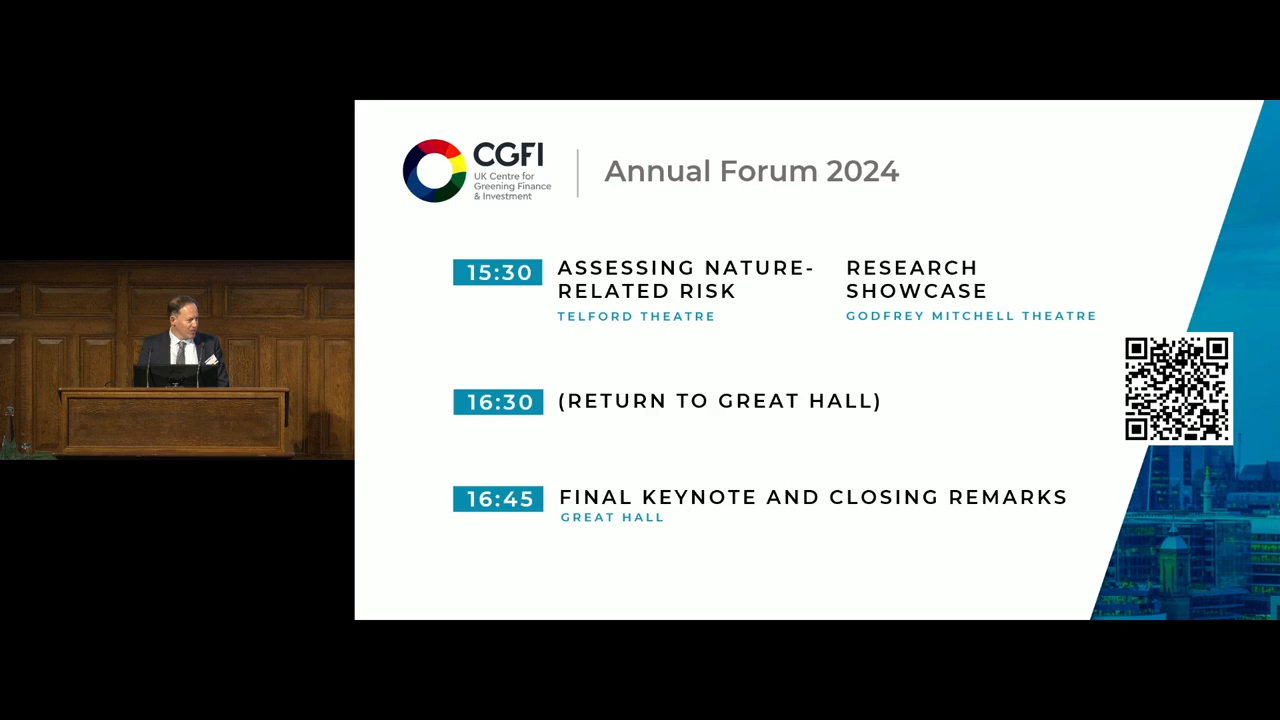 CGFI
UK Centre for
Greening Finance
& Investment
Annual Forum 2024
15:30
ASSESSING NATURE-
RELATED RISK
TELFORD THEATRE
RESEARCH
SHOWCASE
GODFREY MITCHELL THEATRE
16:30
(RETURN TO GREAT HALL)
16:45
FINAL KEYNOTE AND CLOSING REMARKS
GREAT HALL